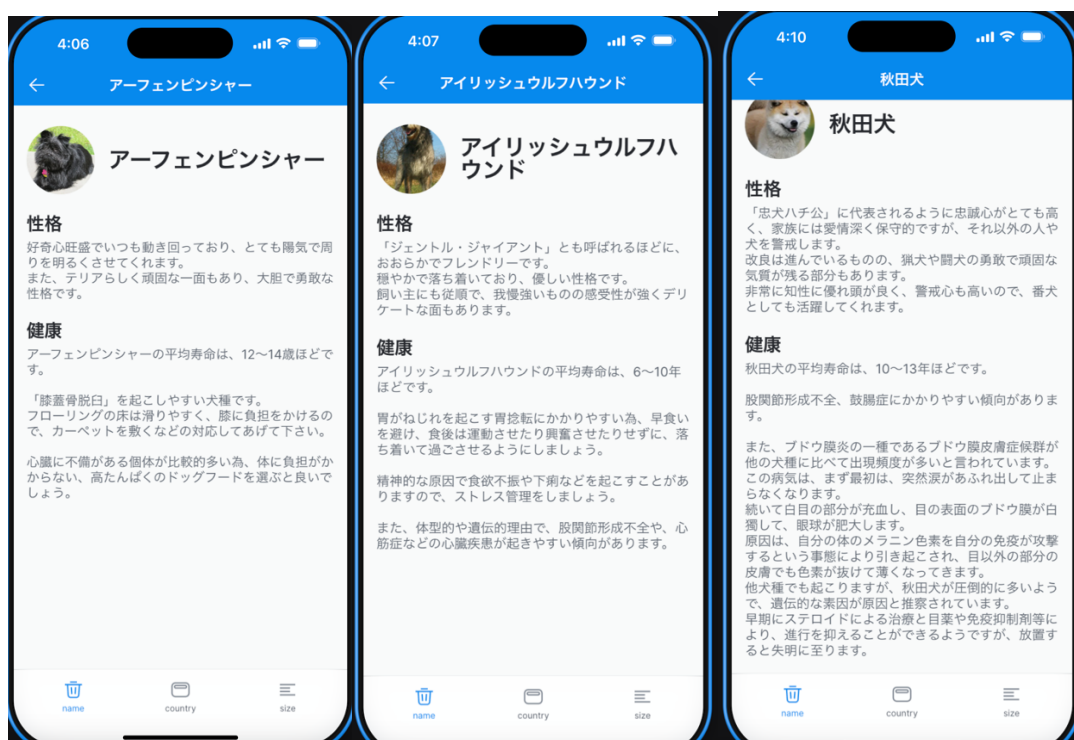 4:06
アーフェンピンシャー
アーフェンピンシャー
性格
好奇心旺盛でいつも動き回っており、とても陽気で周
りを明るくさせてくれます。
また、テリアらしく頑固な一面もあり、大胆で勇敢な
性格です。
健康
アーフェンピンシャーの平均寿命は、12〜14歳ほどで
す。
「膝蓋骨脱臼」を起こしやすい犬種です。
フローリングの床は滑りやすく、膝に負担をかけるの
で、カーペットを敷くなどの対応してあげて下さい。
心臓に不備がある個体が比較的多い為、体に負担がか
からない、高たんぱくのドッグフードを選ぶと良いで
しょう。
name
country
size
4:07
アイリッシュウルフハウンド
アイリッシュウルフハ
ウンド
性格
「ジェントル・ジャイアント」とも呼ばれるほどに、
おおらかでフレンドリーです。
穏やかで落ち着いており、優しい性格です。
飼い主にも従順で、我慢強いものの感受性が強くデリ
ケートな面もあります。
健康
アイリッシュウルフハウンドの平均寿命は、6〜10年
ほどです。
胃がねじれを起こす胃捻転にかかりやすい為、早食い
を避け、食後は運動させたり興奮させたりせずに、落
ち着いて過ごさせるようにしましょう。
精神的な原因で食欲不振や下痢などを起こすことがあ
りますので、ストレス管理をしましょう。
また、体型的や遺伝的理由で、股関節形成不全や、心
筋症などの心臓疾患が起きやすい傾向があります。
name
country
size
4:10
秋田犬
秋田犬
性格
「忠犬ハチ公」に代表されるように忠誠心がとても高
く、家族には愛情深く保守的ですが、それ以外の人や
犬を警戒します。
改良は進んでいるものの、猟犬や闘犬の勇敢で頑固な
気質が残る部分もあります。
非常に知性に優れ頭が良く、警戒心も高いので、番犬
としても活躍してくれます。
健康
秋田犬の平均寿命は、10〜13年ほどです。
股関節形成不全、鼓腸症にかかりやすい傾向がありま
す。
また、ブドウ膜炎の一種であるブドウ膜皮膚症候群が
他の犬種に比べて出現頻度が多いと言われています。
この病気は、まず最初は、突然涙があふれ出して止ま
らなくなります。
続いて白目の部分が充血し、目の表面のブドウ膜が白
獨して、眼球が肥大します。
原因は、自分の体のメラニン色素を自分の免疫が攻撃
するという事態により引き起こされ、目以外の部分の
皮膚でも色素が抜けて薄くなってきます。
他犬種でも起こりますが、秋田犬が圧倒的に多いよう
で、遺伝的な素因が原因と推察されています。
早期にステロイドによる治療と目薬や免疫抑制剤等に
より、進行を抑えることができるようですが、放置す
ると失明に至ります。
name
country
size